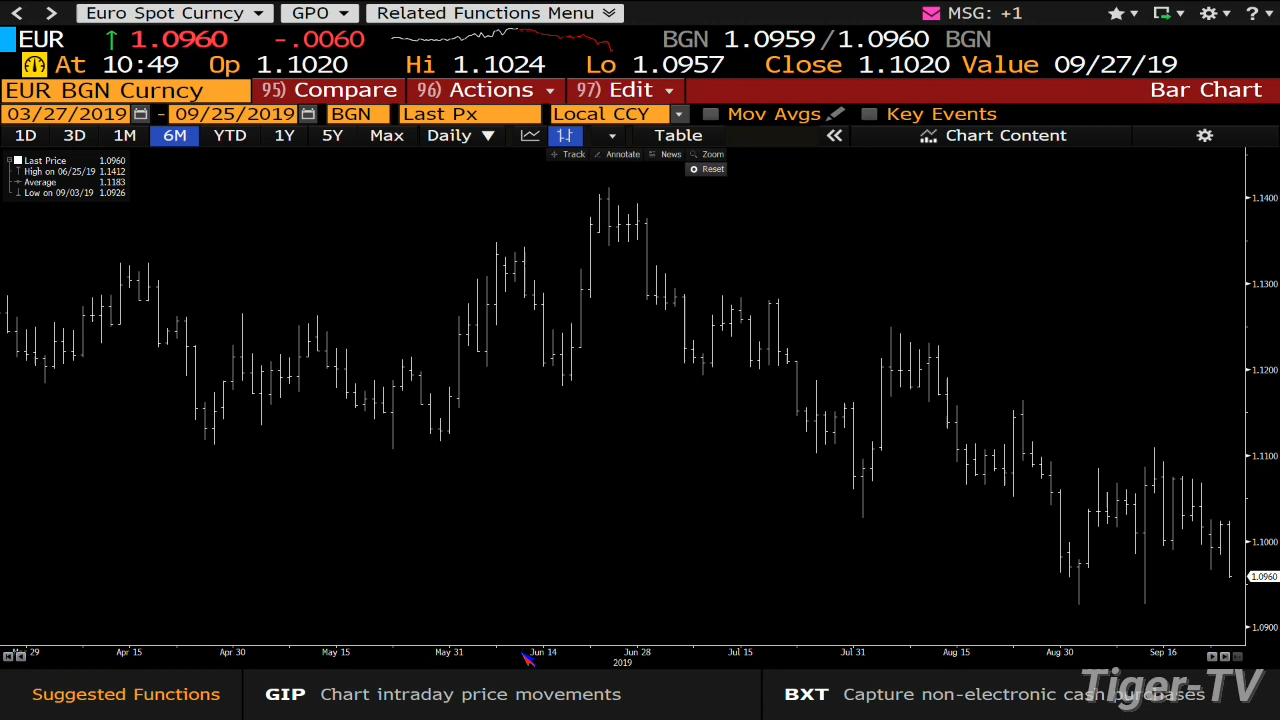 Euro Spot Curncy GPO Related Functions Menu MSG: +1 ?
EUR 1.0960 -.0060 BGN 1.0959/1.0960 BGN
At 10:49 Op 1.1020 Hi 1.1024 Lo 1.0957 Close 1.1020 Value 09/27/19
EUR BGN Curncy 95) Compare 96) Actions 97) Edit Bar Chart
03/27/2019 - 09/25/2019 BGN Last Px Local CCY Mov Avgs Key Events
1D 3D 1M 6M YTD 1Y 5Y Max Daily Table Chart Content
Track Annotate News Zoom
Reset
Last Price 1.0960
High on 06/25/19 1.1412
Average 1.1183
Low on 09/03/19 1.0926
1.1400
1.1300
1.1200
1.1100
1.1000
1.0960
1.0900
29 Apr 15 Apr 30 May 15 May 31 Jun 14 Jun 28 Jul 15 Jul 31 Aug 15 Aug 30 Sep 16
2019
Suggested Functions GIP Chart intraday price movements BXT Capture non-electronic cash purchases
Tiger-TV